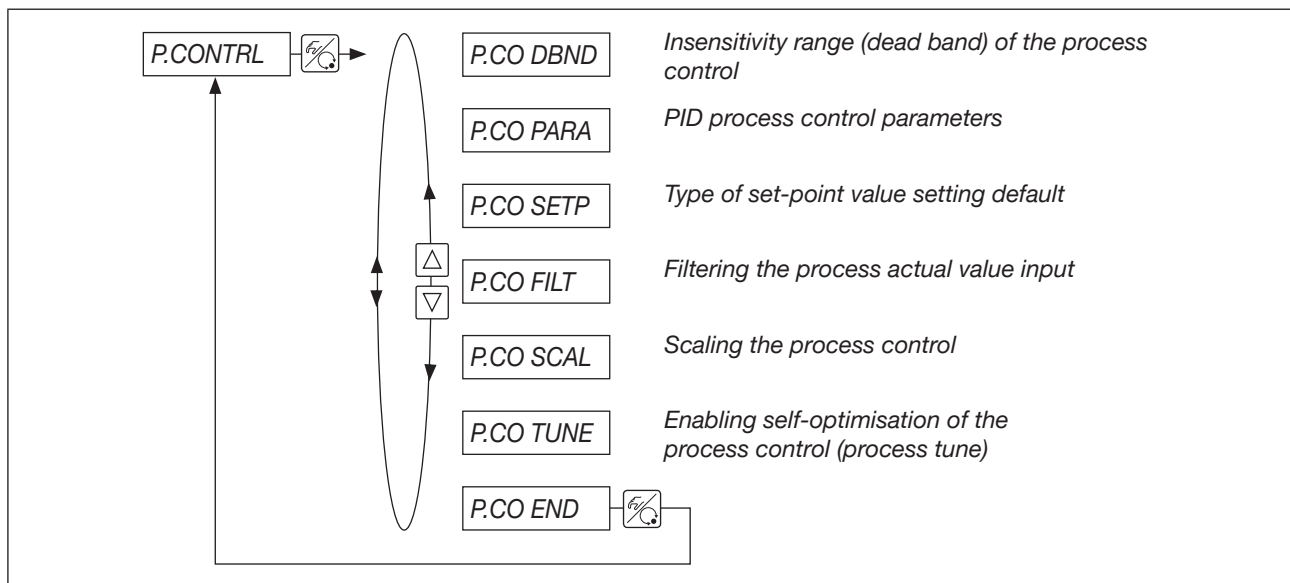 P.CONTRL
P.CO DBND
Insensitivity range (dead band) of the process
control
P.CO PARA
PID process control parameters
P.CO SETP
Type of set-point value setting default
P.CO FILT
Filtering the process actual value input
P.CO SCAL
Scaling the process control
P.CO TUNE
Enabling self-optimisation of the
process control (process tune)
P.CO END